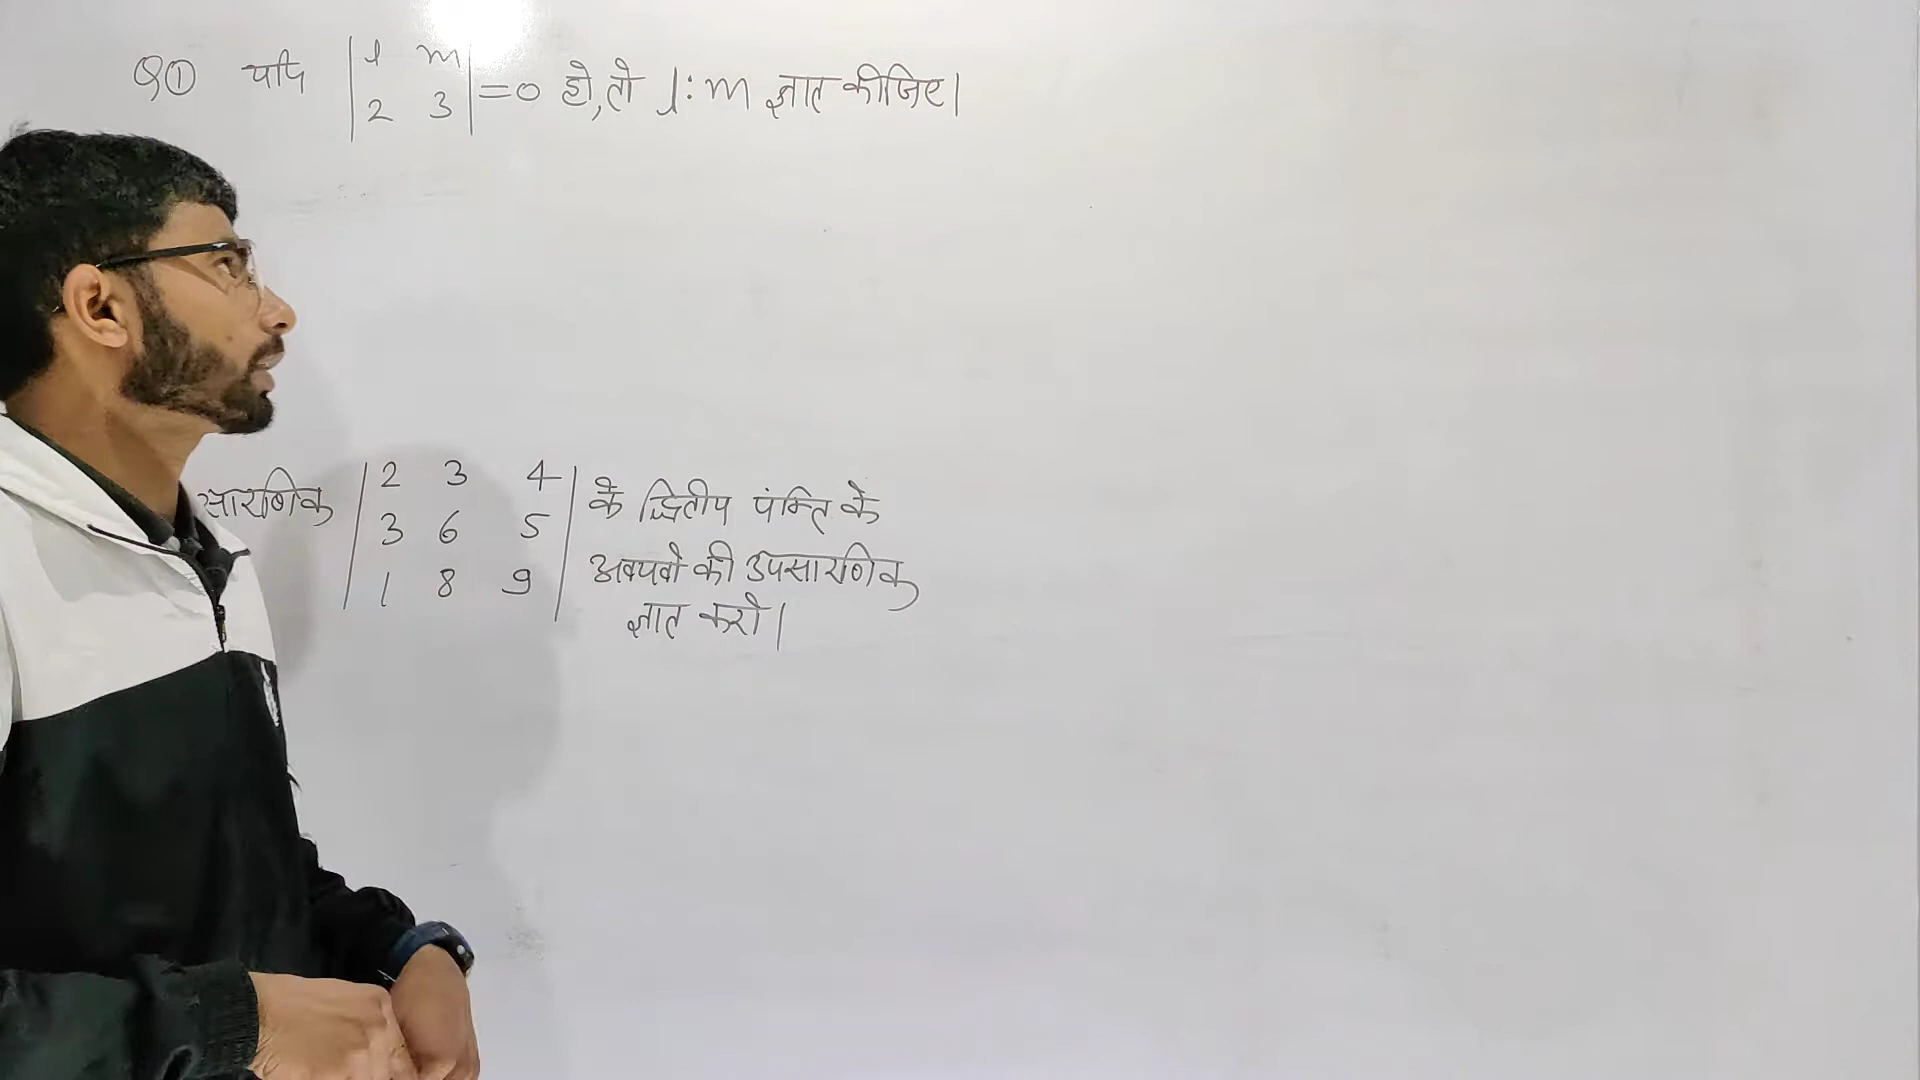 Q① यदि | l m | = 0 हो, तो l : m ज्ञात कीजिए।
| 2 3 |
सारणिक | 2 3 4 | के द्वितीय पंक्ति के
| 3 6 5 |
अवयवो की उपसारणिक
| 1 8 9 |
ज्ञात करो।